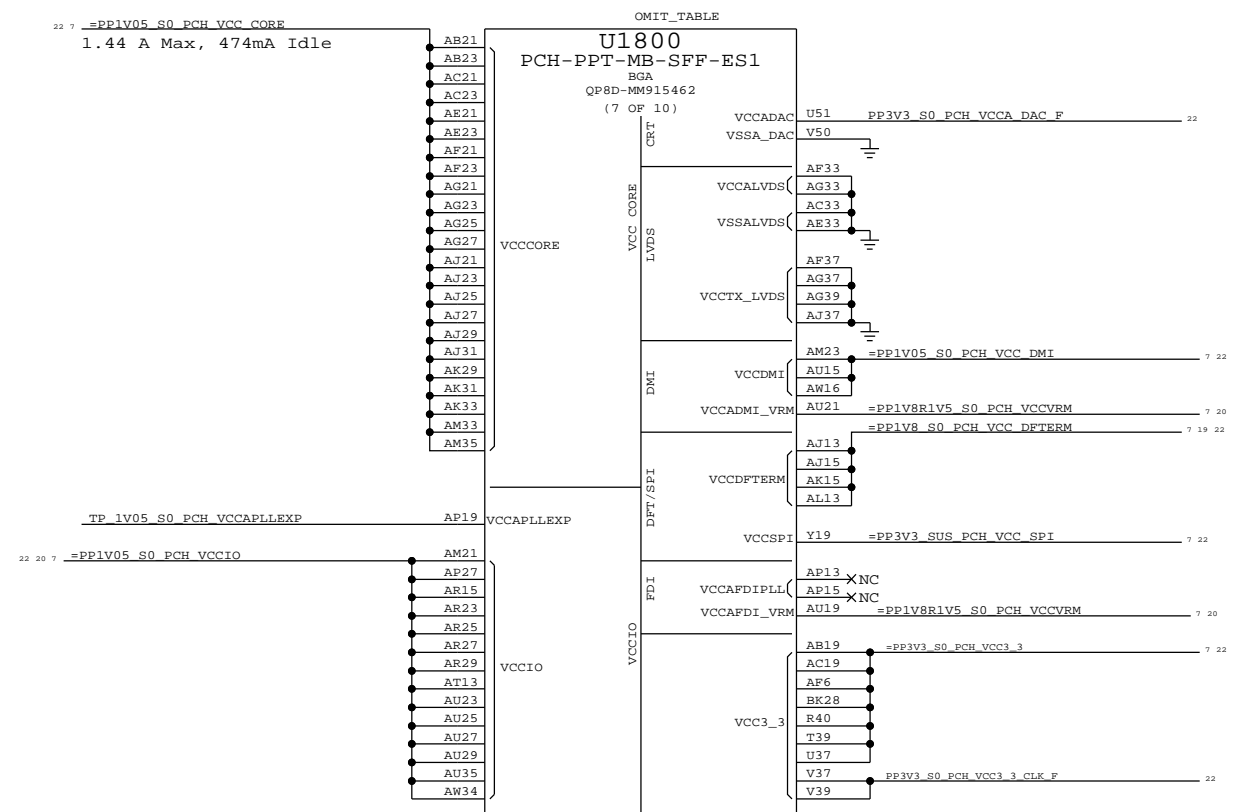 OMIT_TABLE
U1800
PCH-PPT-MB-SFF-ES1
BGA
QP8D-MM915462
(7 OF 10)
22 7 =PP1V05_S0_PCH_VCC_CORE
1.44 A Max, 474mA Idle
AB21
AB23
AC21
AC23
AE21
AE23
AF21
AF23
AG21
AG23
AG25
AG27
AJ21
AJ23
AJ25
AJ27
AJ29
AJ31
AK29
AK31
AK33
AM33
AM35
VCCCORE
TP_1V05_S0_PCH_VCCAPLLEXP AP19 VCCAPLLEXP
22 20 7 =PP1V05_S0_PCH_VCCIO
AM21
AP27
AR15
AR23
AR25
AR27
AR29
AT13
AU23
AU25
AU27
AU29
AU35
AW34
VCCIO
VCC CORE
VCCIO
CRT
LVDS
DMI
DFT/SPI
FDI
VCCADAC U51 PP3V3_S0_PCH_VCCA_DAC_F 22
VSSA_DAC V50
VCCALVDS
AF33
AG33
VSSALVDS
AC33
AE33
VCCTX_LVDS
AF37
AG37
AG39
AJ37
VCCDMI
AM23 =PP1V05_S0_PCH_VCC_DMI 7 22
AU15
AW16
VCCADMI_VRM AU21 =PP1V8R1V5_S0_PCH_VCCVRM 7 20
=PP1V8_S0_PCH_VCC_DFTERM 7 19 22
VCCDFTERM
AJ13
AJ15
AK15
AL13
VCCSPI Y19 =PP3V3_SUS_PCH_VCC_SPI 7 22
VCCAFDIPLL
AP13 NC
AP15 NC
VCCAFDI_VRM AU19 =PP1V8R1V5_S0_PCH_VCCVRM 7 20
VCC3_3
AB19 =PP3V3_S0_PCH_VCC3_3 7 22
AC19
AF6
BK28
R40
T39
U37
V37 PP3V3_S0_PCH_VCC3_3_CLK_F 22
V39